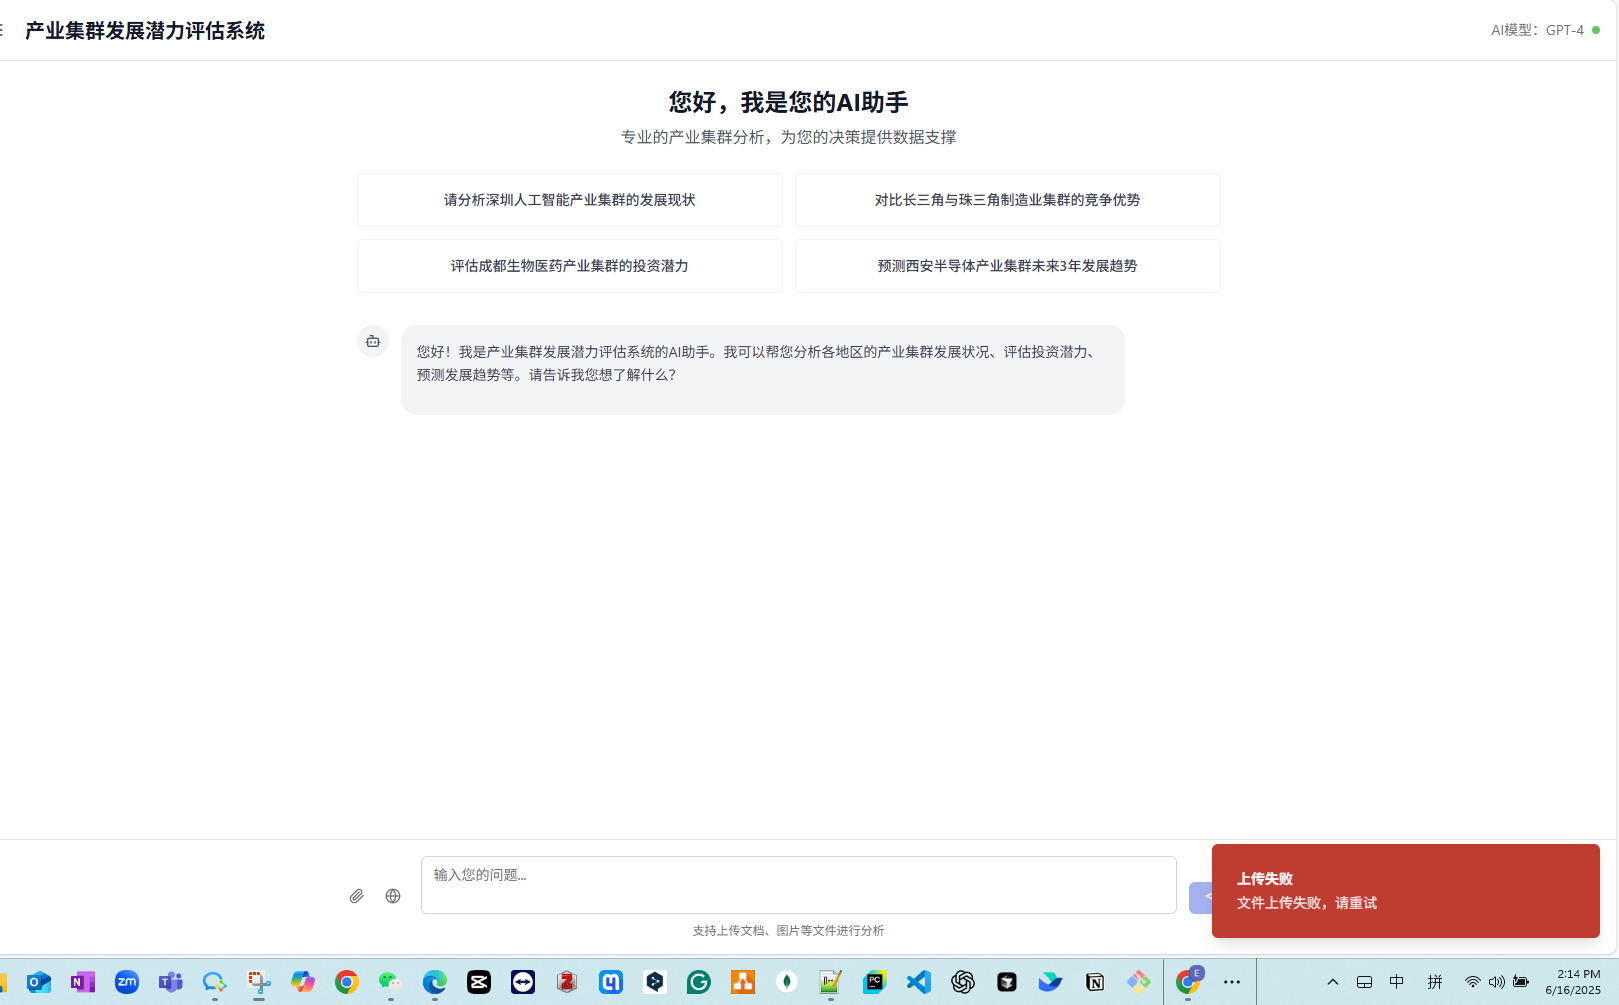 产业集群发展潜力评估系统
AI模型：GPT-4
您好，我是您的AI助手
专业的产业集群分析，为您的决策提供数据支撑
请分析深圳人工智能产业集群的发展现状
对比长三角与珠三角制造业集群的竞争优势
评估成都生物医药产业集群的投资潜力
预测西安半导体产业集群未来3年发展趋势
您好！我是产业集群发展潜力评估系统的AI助手。我可以帮您分析各地区的产业集群发展状况、评估投资潜力、
预测发展趋势等。请告诉我您想了解什么？
输入您的问题...
支持上传文档、图片等文件进行分析
上传失败
文件上传失败，请重试
zm
PC
E
中
拼
2:14 PM
6/16/2025